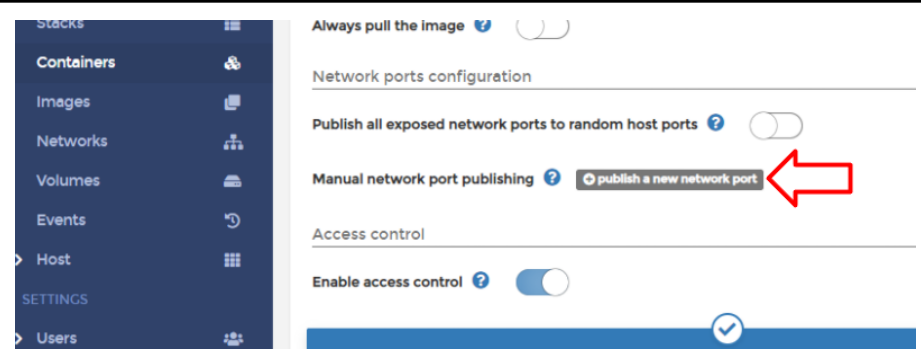 Stacks
Containers
Images
Networks
Volumes
Events
Host
SETTINGS
Users
Always pull the image
Network ports configuration
Publish all exposed network ports to random host ports
Manual network port publishing publish a new network port
Access control
Enable access control